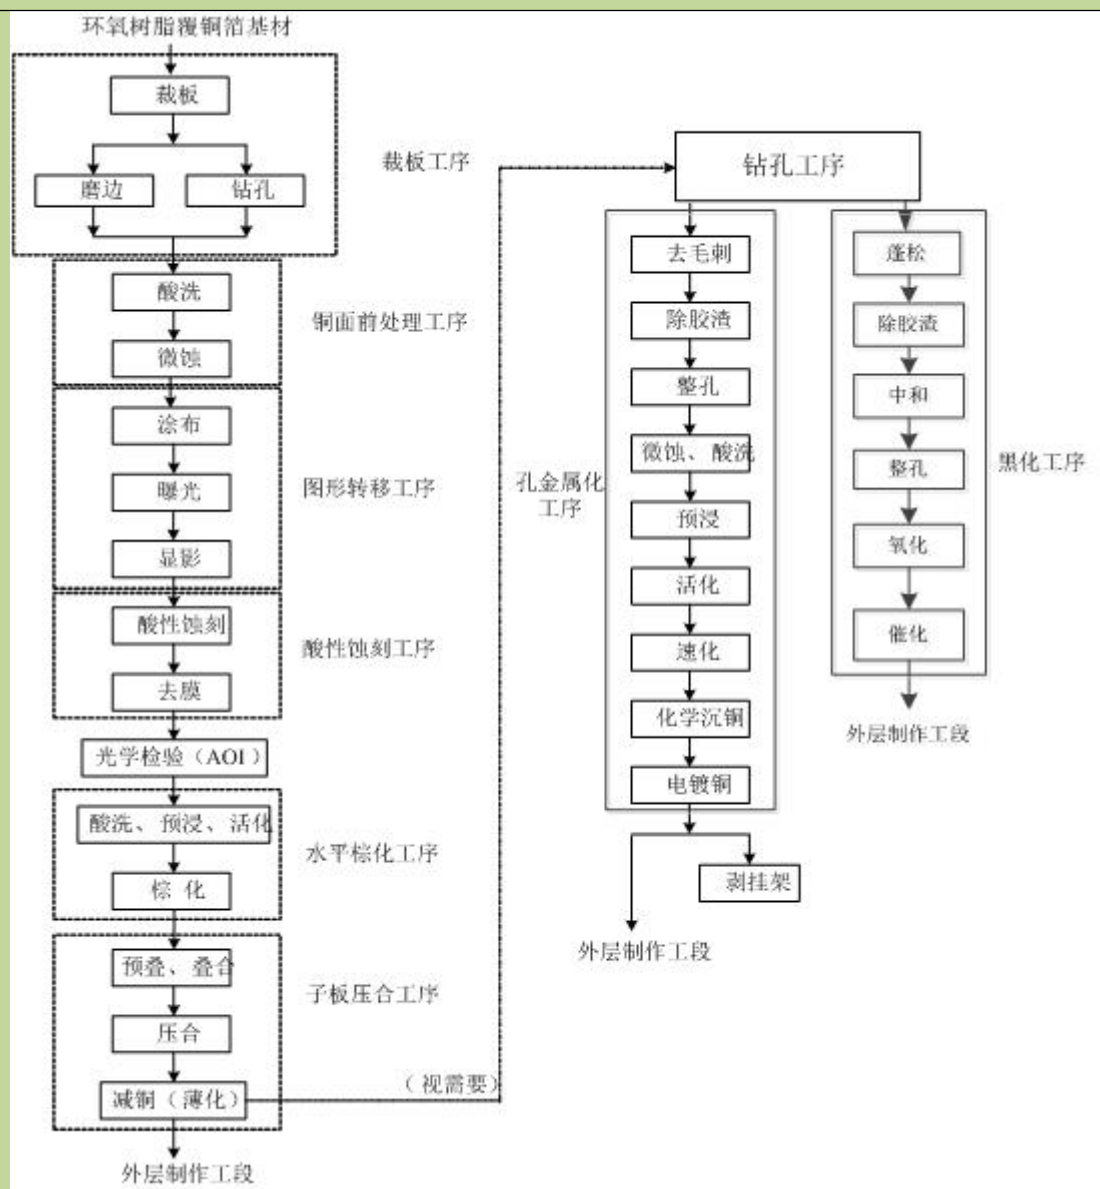 环氧树脂覆铜箔基材
裁板
磨边
钻孔
裁板工序
酸洗
微蚀
铜面前处理工序
涂布
曝光
显影
图形转移工序
酸性蚀刻
去膜
酸性蚀刻工序
光学检验(AOI)
酸洗、预浸、活化
棕 化
水平棕化工序
预叠、叠合
压合
减铜(薄化)
子板压合工序
(视需要)
外层制作工段
钻孔工序
去毛刺
除胶渣
整孔
微蚀、酸洗
预浸
活化
速化
化学沉铜
电镀铜
孔金属化
工序
剥挂架
外层制作工段
蓬松
除胶渣
中和
整孔
氧化
催化
黑化工序
外层制作工段